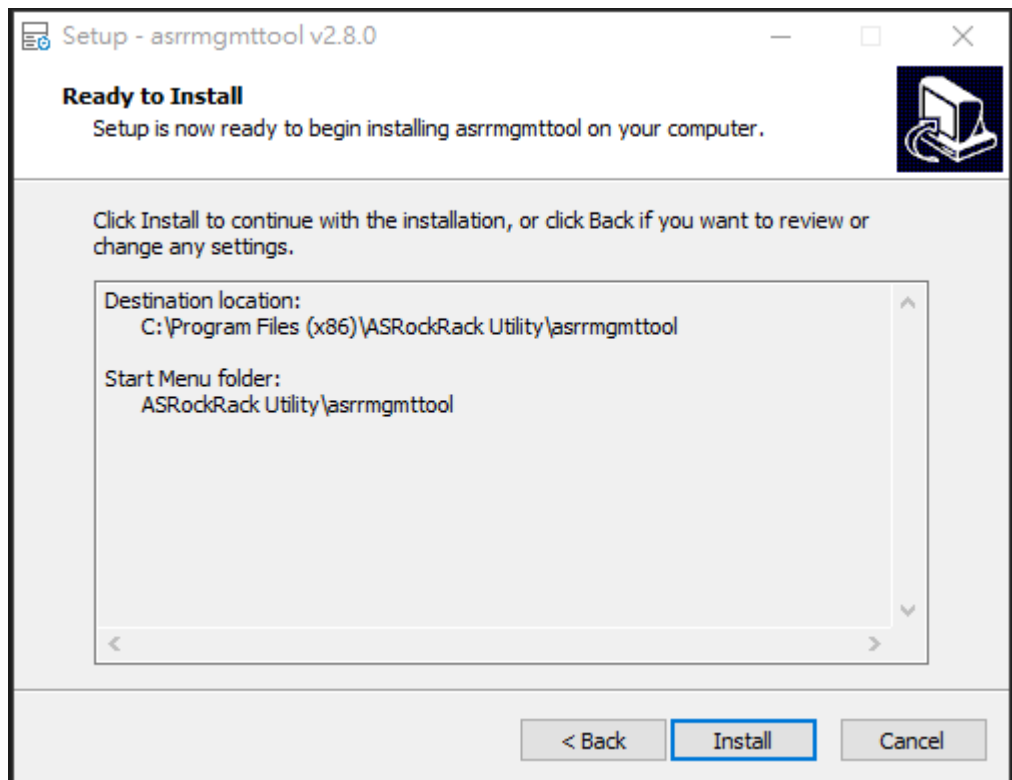 Setup - asrrmgmttool v2.8.0
Ready to Install
Setup is now ready to begin installing asrrmgmttool on your computer.
Click Install to continue with the installation, or click Back if you want to review or
change any settings.
Destination location:
C:\Program Files (x86)\ASRockRack Utility\asrrmgmttool
Start Menu folder:
ASRockRack Utility\asrrmgmttool
< Back
Install
Cancel